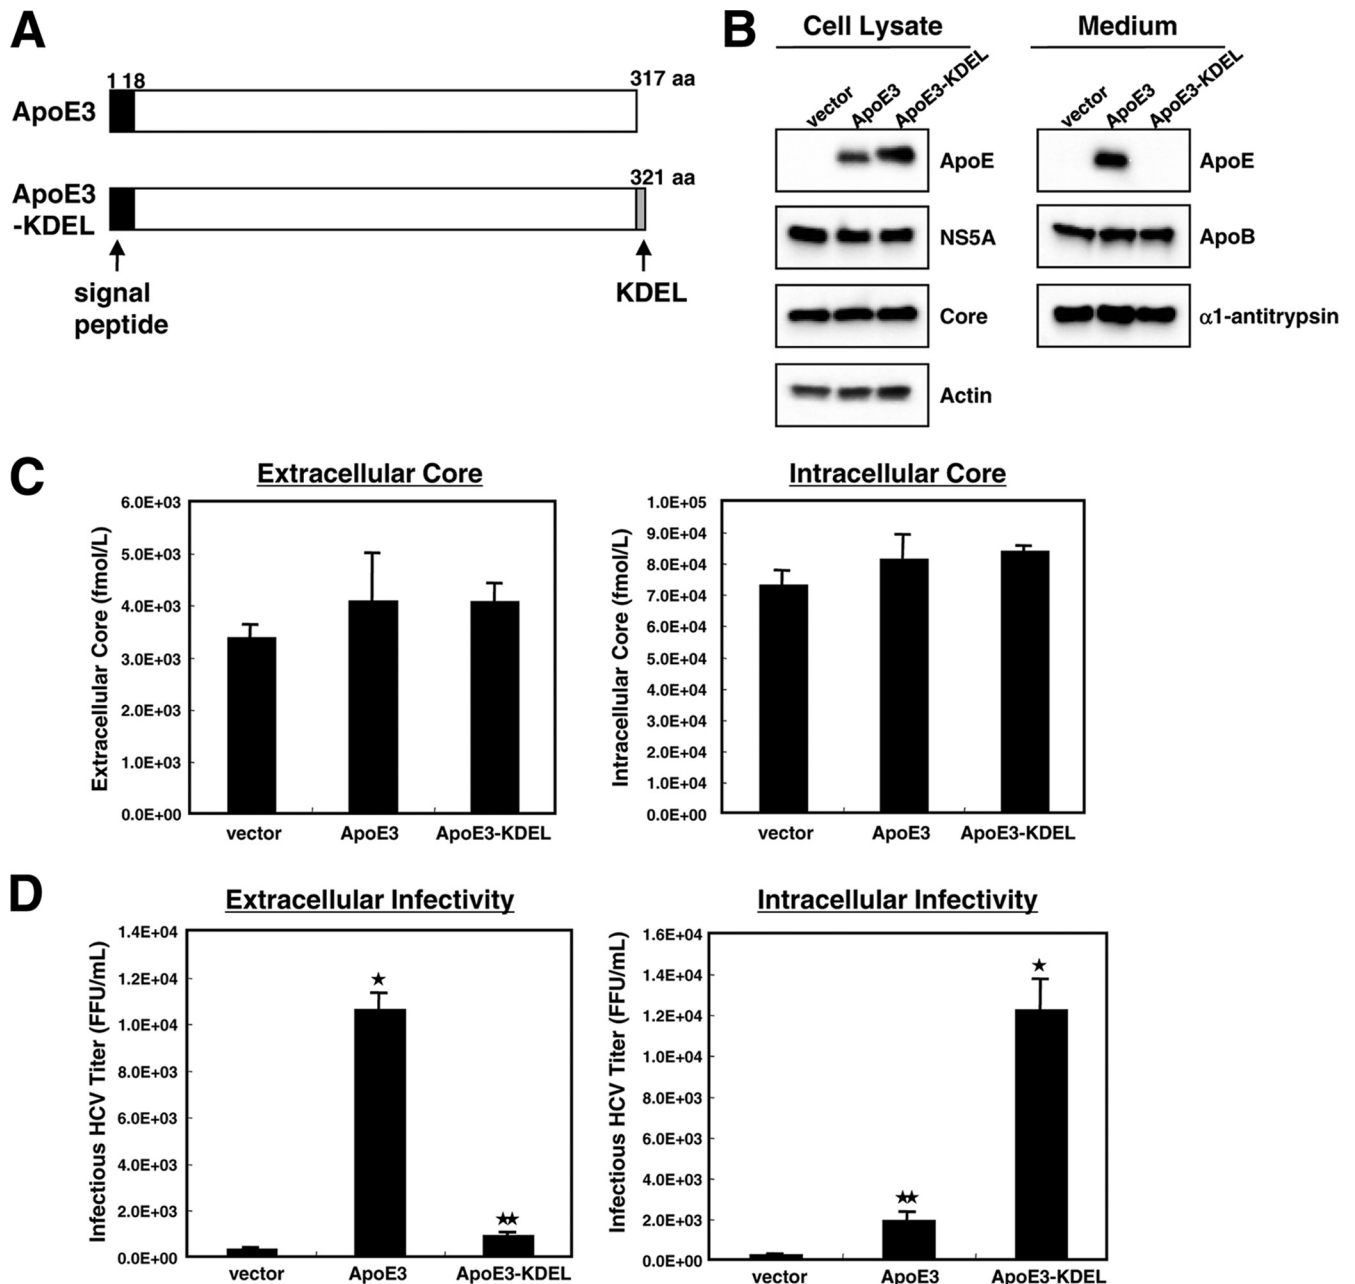 A
1 18
317 aa
ApoE3
321 aa
ApoE3
-KDEL
signal
peptide
KDEL
B
Cell Lysate
Medium
vector
ApoE3
ApoE3-KDEL
vector
ApoE3
ApoE3-KDEL
ApoE
ApoE
NS5A
ApoB
Core
α1-antitrypsin
Actin
C
Extracellular Core
Extracellular Core (fmol/L)
6.0E+03
5.0E+03
4.0E+03
3.0E+03
2.0E+03
1.0E+03
0.0E+00
vector ApoE3 ApoE3-KDEL
Intracellular Core
Intracellular Core (fmol/L)
1.0E+05
9.0E+04
8.0E+04
7.0E+04
6.0E+04
5.0E+04
4.0E+04
3.0E+04
2.0E+04
1.0E+04
0.0E+00
vector ApoE3 ApoE3-KDEL
D
Extracellular Infectivity
Infectious HCV Titer (FFU/mL)
1.4E+04
1.2E+04
1.0E+04
8.0E+03
6.0E+03
4.0E+03
2.0E+03
0.0E+00
★
★★
vector ApoE3 ApoE3-KDEL
Intracellular Infectivity
Infectious HCV Titer (FFU/mL)
1.6E+04
1.4E+04
1.2E+04
1.0E+04
8.0E+03
6.0E+03
4.0E+03
2.0E+03
0.0E+00
★★
★
vector ApoE3 ApoE3-KDEL